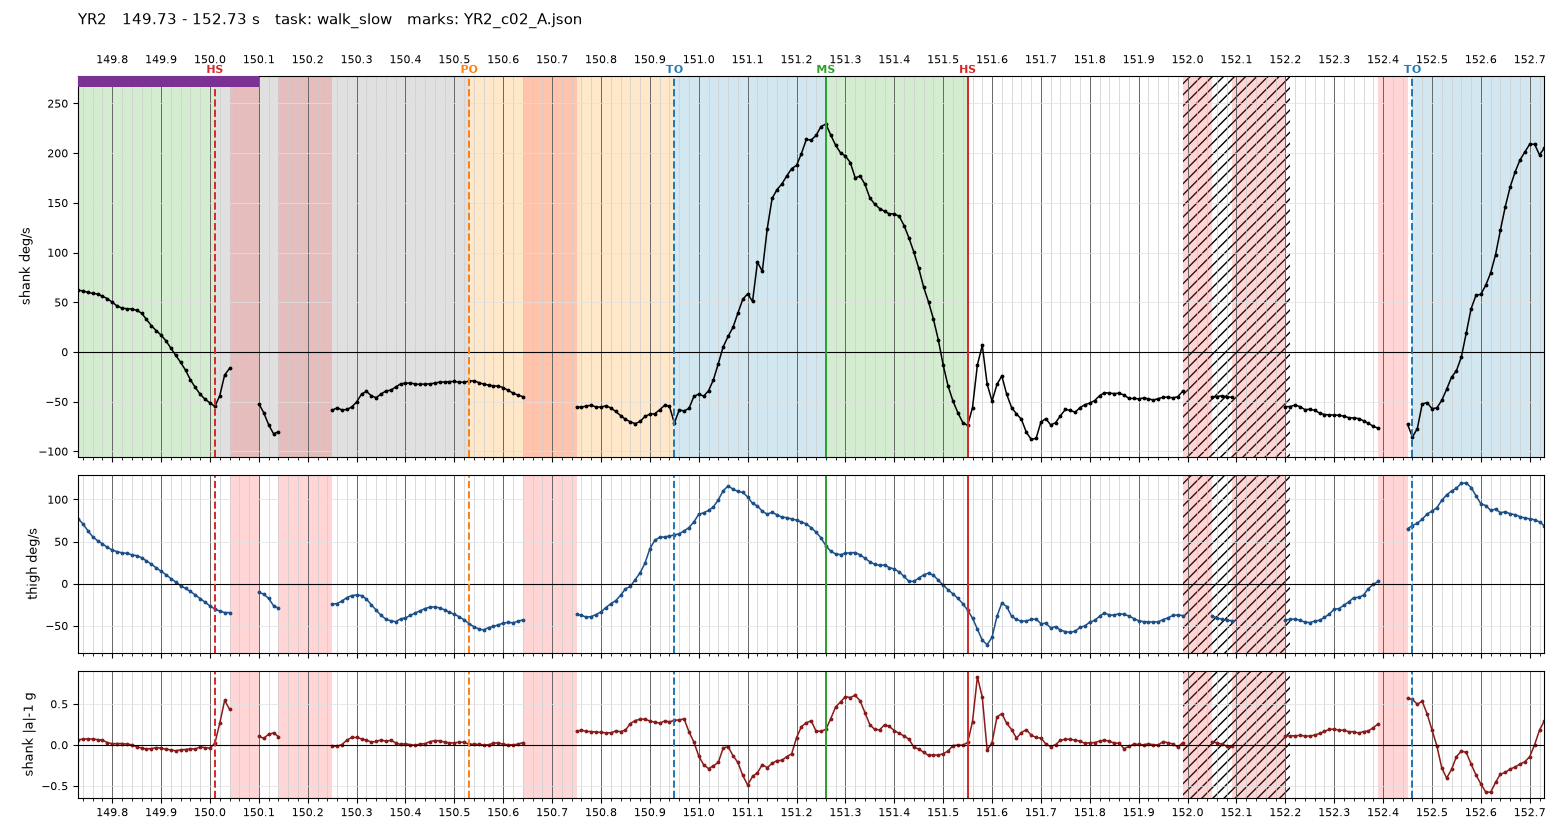 YR2 149.73 - 152.73 s task: walk_slow marks: YR2_c02_A.json
149.8 149.9 150.0 150.1 150.2 150.3 150.4 150.5 150.6 150.7 150.8 150.9 151.0 151.1 151.2 151.3 151.4 151.5 151.6 151.7 151.8 151.9 152.0 152.1 152.2 152.3 152.4 152.5 152.6 152.7
HS PO TO MS HS TO
shank deg/s
250
200
150
100
50
0
−50
−100
thigh deg/s
100
50
0
−50
shank |a|-1 g
0.5
0.0
−0.5
149.8 149.9 150.0 150.1 150.2 150.3 150.4 150.5 150.6 150.7 150.8 150.9 151.0 151.1 151.2 151.3 151.4 151.5 151.6 151.7 151.8 151.9 152.0 152.1 152.2 152.3 152.4 152.5 152.6 152.7